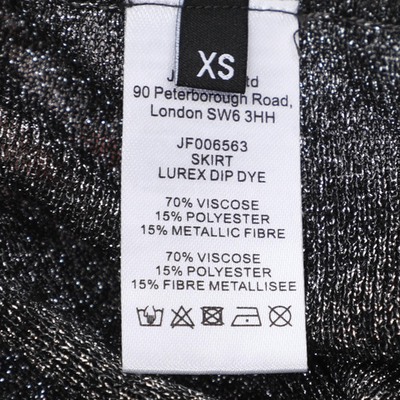 XS
J
td
90 Peterborough Road,
London SW6 3HH
JF006563
SKIRT
LUREX DIP DYE
70% VISCOSE
15% POLYESTER
15% METALLIC FIBRE
70% VISCOSE
15% POLYESTER
15% FIBRE METALLISEE